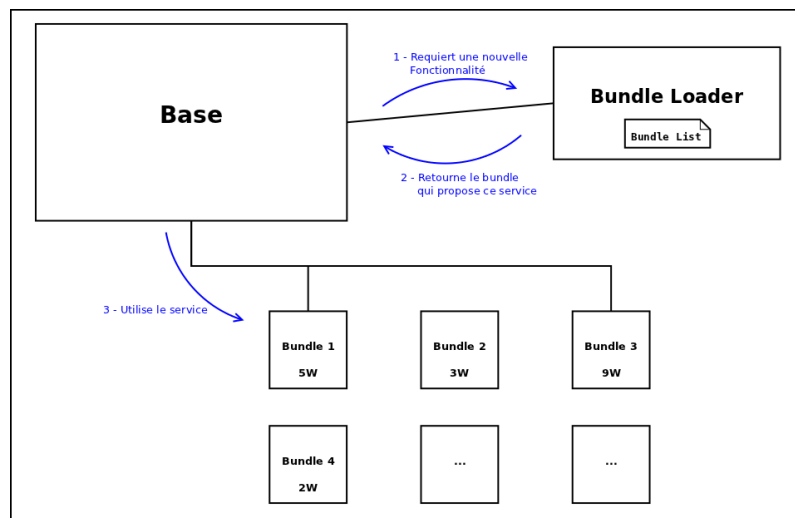 1 - Requiert une nouvelle
Fonctionnalité
Base
Bundle Loader
Bundle List
2 - Retourne le bundle
qui propose ce service
3 - Utilise le service
Bundle 1
5W
Bundle 2
3W
Bundle 3
9W
Bundle 4
2W
...
...